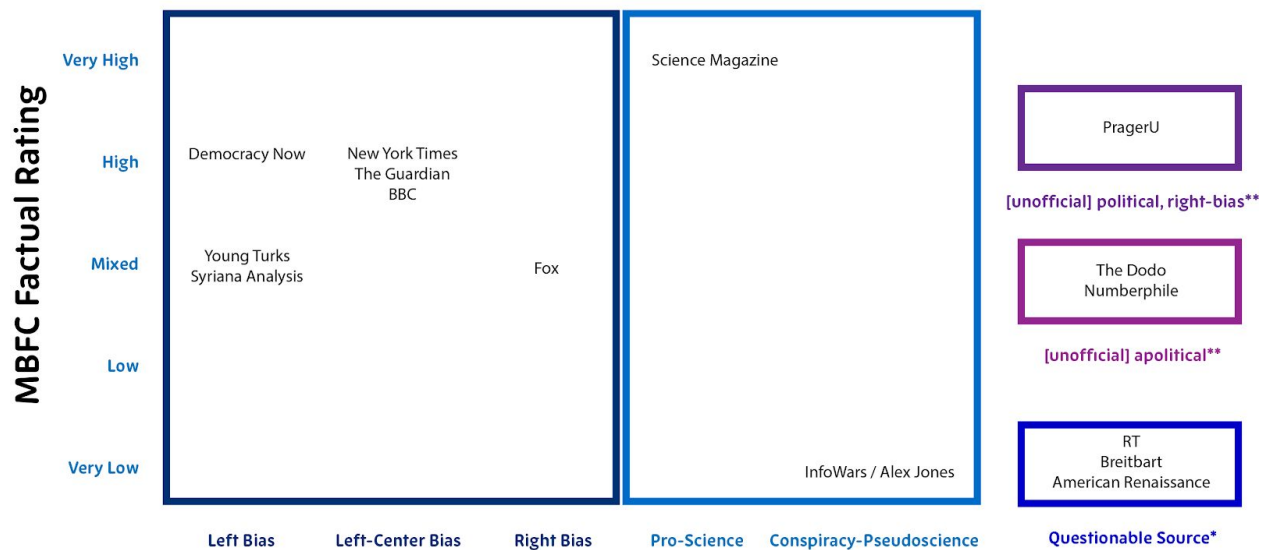 MBFC Factual Rating
Very High
High
Mixed
Low
Very Low
Science Magazine
Democracy Now
New York Times
The Guardian
BBC
Young Turks
Syriana Analysis
Fox
InfoWars / Alex Jones
Left Bias
Left-Center Bias
Right Bias
Pro-Science
Conspiracy-Pseudoscience
PragerU
[unofficial] political, right-bias**
The Dodo
Numberphile
[unofficial] apolitical**
RT
Breitbart
American Renaissance
Questionable Source*